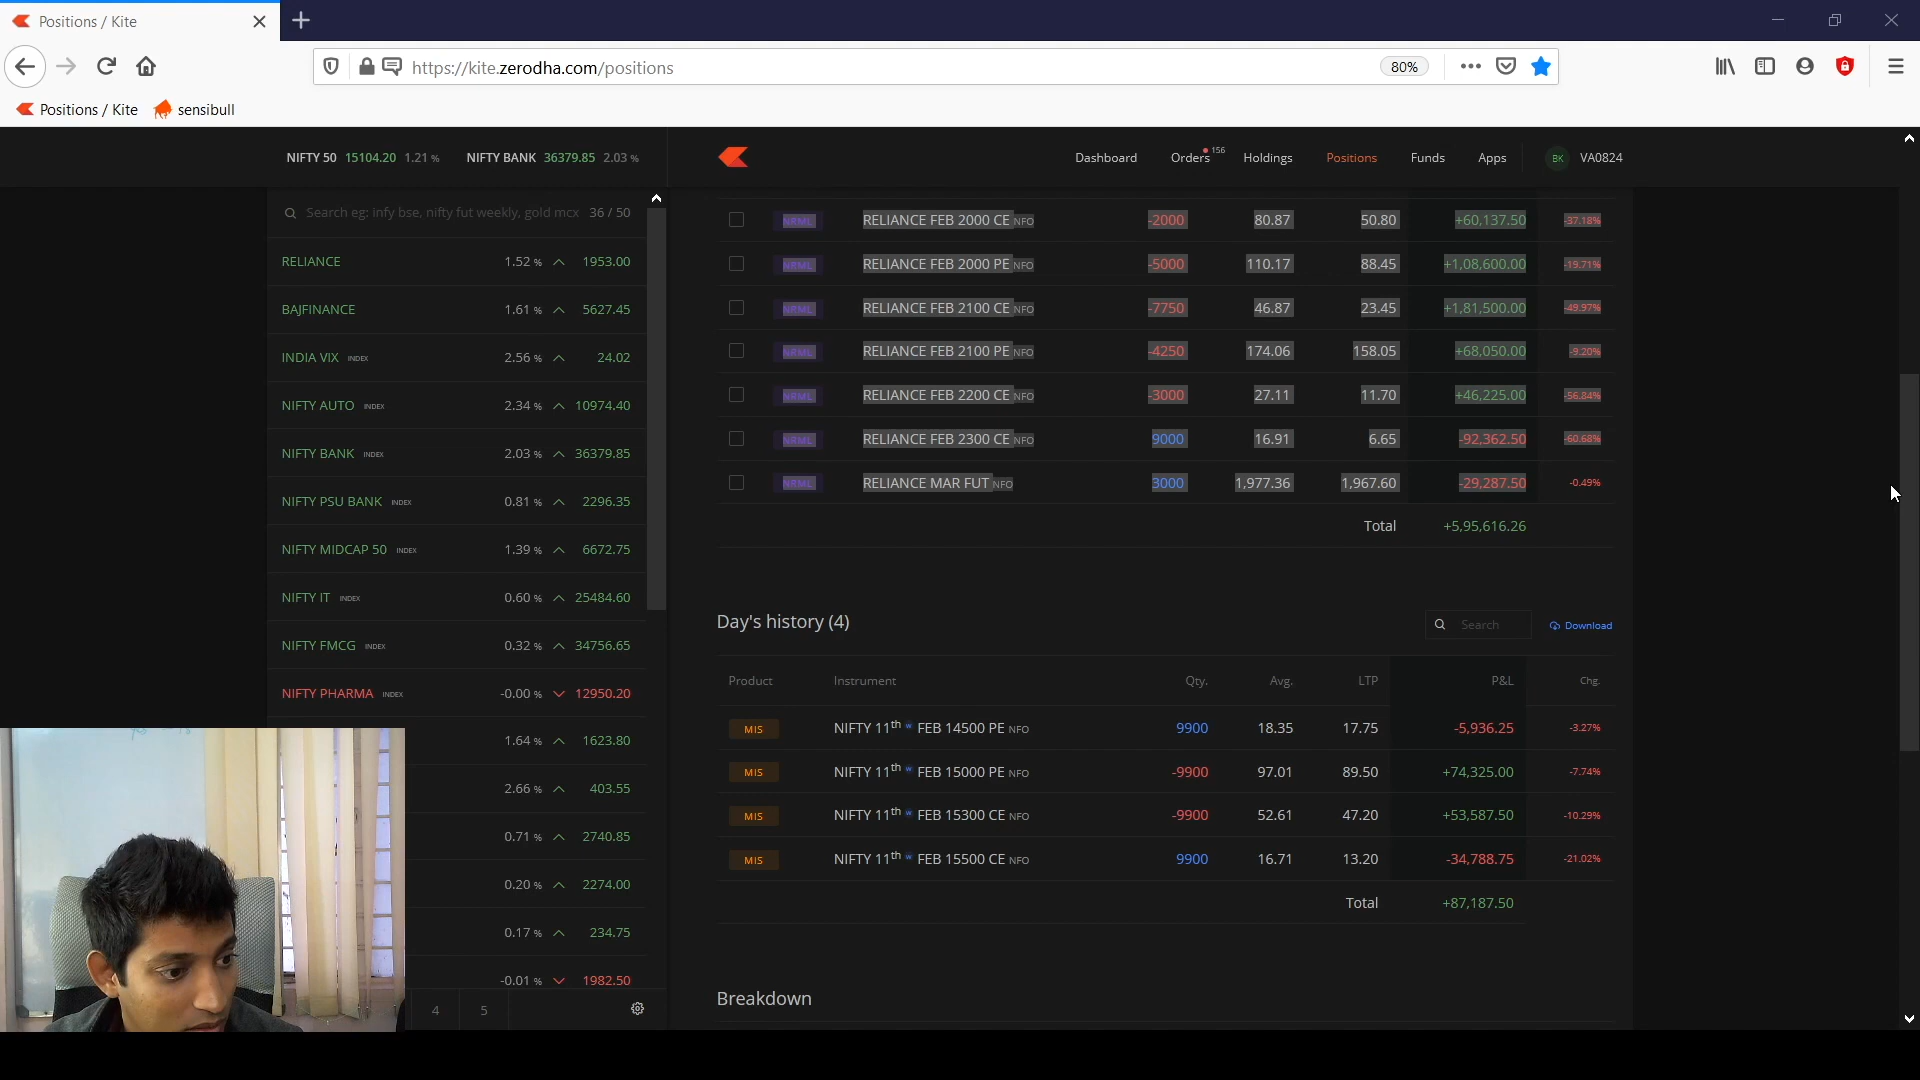 Positions / Kite
https://kite.zerodha.com/positions
80%
Positions / Kite
sensibull
NIFTY 50 15104.20 1.21 %
NIFTY BANK 36379.85 2.03 %
Dashboard
Orders 156
Holdings
Positions
Funds
Apps
BK VA0824
Search eg: infy bse, nifty fut weekly, gold mcx 36 / 50
RELIANCE 1.52 % 1953.00
BAJFINANCE 1.61 % 5627.45
INDIA VIX INDEX 2.56 % 24.02
NIFTY AUTO INDEX 2.34 % 10974.40
NIFTY BANK INDEX 2.03 % 36379.85
NIFTY PSU BANK INDEX 0.81 % 2296.35
NIFTY MIDCAP 50 INDEX 1.39 % 6672.75
NIFTY IT INDEX 0.60 % 25484.60
NIFTY FMCG INDEX 0.32 % 34756.65
NIFTY PHARMA INDEX -0.00 % 12950.20
1.64 % 1623.80
2.66 % 403.55
0.71 % 2740.85
0.20 % 2274.00
0.17 % 234.75
-0.01 % 1982.50
4 5
NRML RELIANCE FEB 2000 CE NFO -2000 80.87 50.80 +60,137.50 -37.18%
NRML RELIANCE FEB 2000 PE NFO -5000 110.17 88.45 +1,08,600.00 -19.71%
NRML RELIANCE FEB 2100 CE NFO -7750 46.87 23.45 +1,81,500.00 -49.97%
NRML RELIANCE FEB 2100 PE NFO -4250 174.06 158.05 +68,050.00 -9.20%
NRML RELIANCE FEB 2200 CE NFO -3000 27.11 11.70 +46,225.00 -56.84%
NRML RELIANCE FEB 2300 CE NFO 9000 16.91 6.65 -92,362.50 -60.68%
NRML RELIANCE MAR FUT NFO 3000 1,977.36 1,967.60 -29,287.50 -0.49%
Total +5,95,616.26
Day's history (4)
Search
Download
Product Instrument Qty. Avg. LTP P&L Chg.
MIS NIFTY 11th w FEB 14500 PE NFO 9900 18.35 17.75 -5,936.25 -3.27%
MIS NIFTY 11th w FEB 15000 PE NFO -9900 97.01 89.50 +74,325.00 -7.74%
MIS NIFTY 11th w FEB 15300 CE NFO -9900 52.61 47.20 +53,587.50 -10.29%
MIS NIFTY 11th w FEB 15500 CE NFO 9900 16.71 13.20 -34,788.75 -21.02%
Total +87,187.50
Breakdown